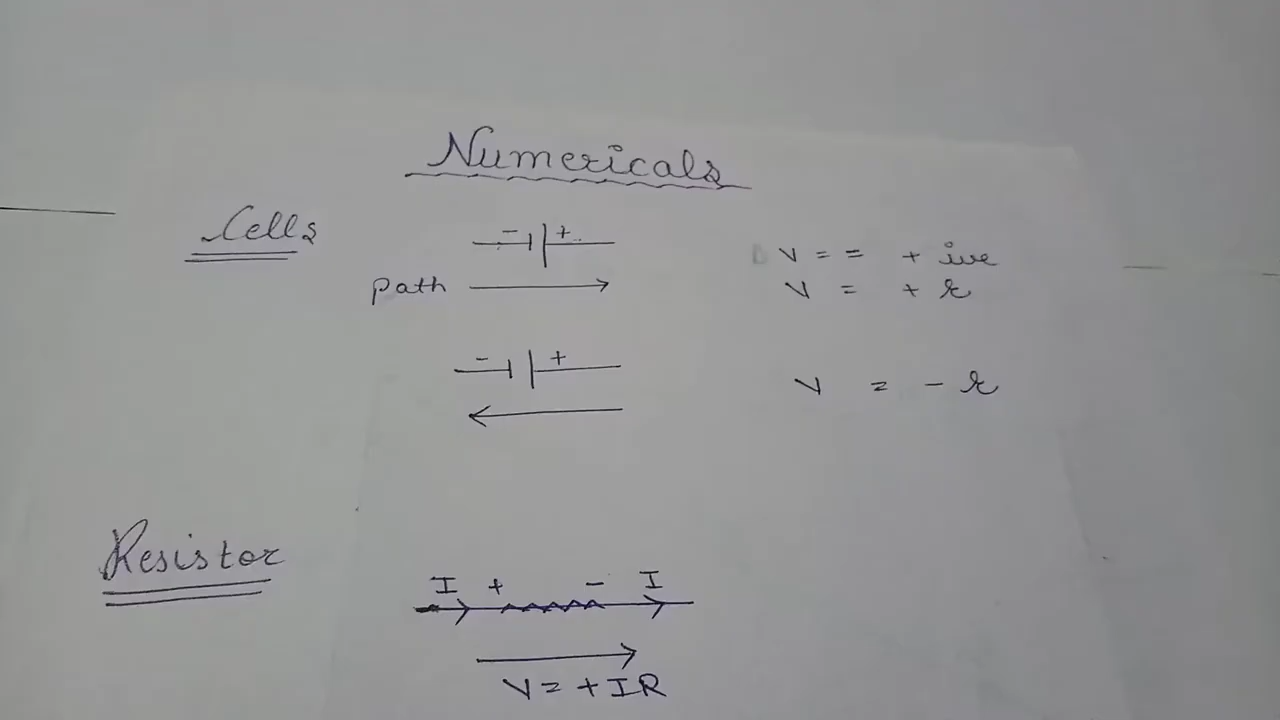 Numericals
Cells
- +
V = = + ive
path
V = + ε
- +
V = - ε
Resistor
I + - I
V = + IR